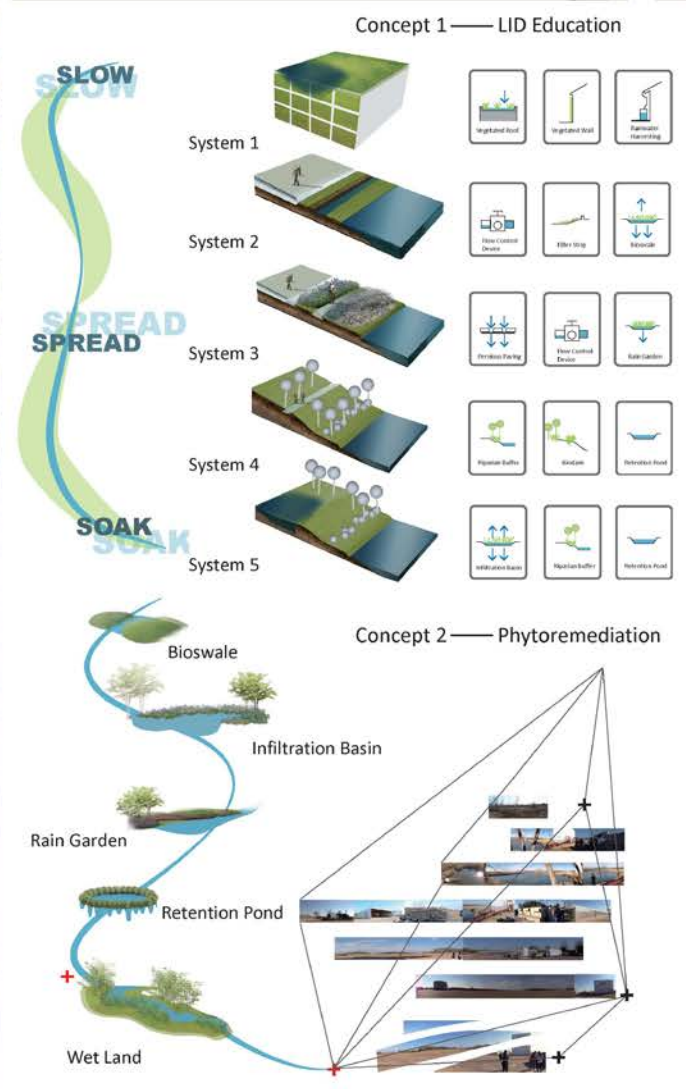 Concept 1 — LID Education
SLOW
SLOW
System 1
Vegetated Roof
Vegetated Wall
Rainwater
Harvesting
System 2
Flow Control
Device
Filter Strip
Bioswale
SPREAD
SPREAD
System 3
Pervious Paving
Flow Control
Device
Rain Garden
System 4
Riparian Buffer
Retention Pond
SOAK
SOAK
System 5
Infiltration Basin
Riparian Buffer
Retention Pond
Concept 2 — Phytoremediation
Bioswale
Infiltration Basin
Rain Garden
Retention Pond
Wet Land